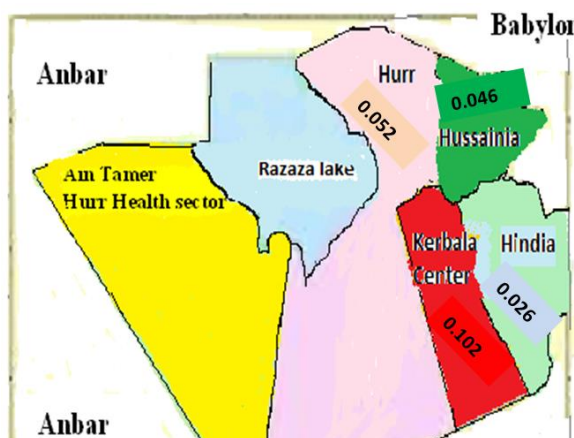 Babylon
Anbar
Hurr
0.046
0.052
Hussainia
Ain Tamer
Hurr Health sector
Razaza lake
Kerbala
Center
Hindia
0.026
0.102
Anbar